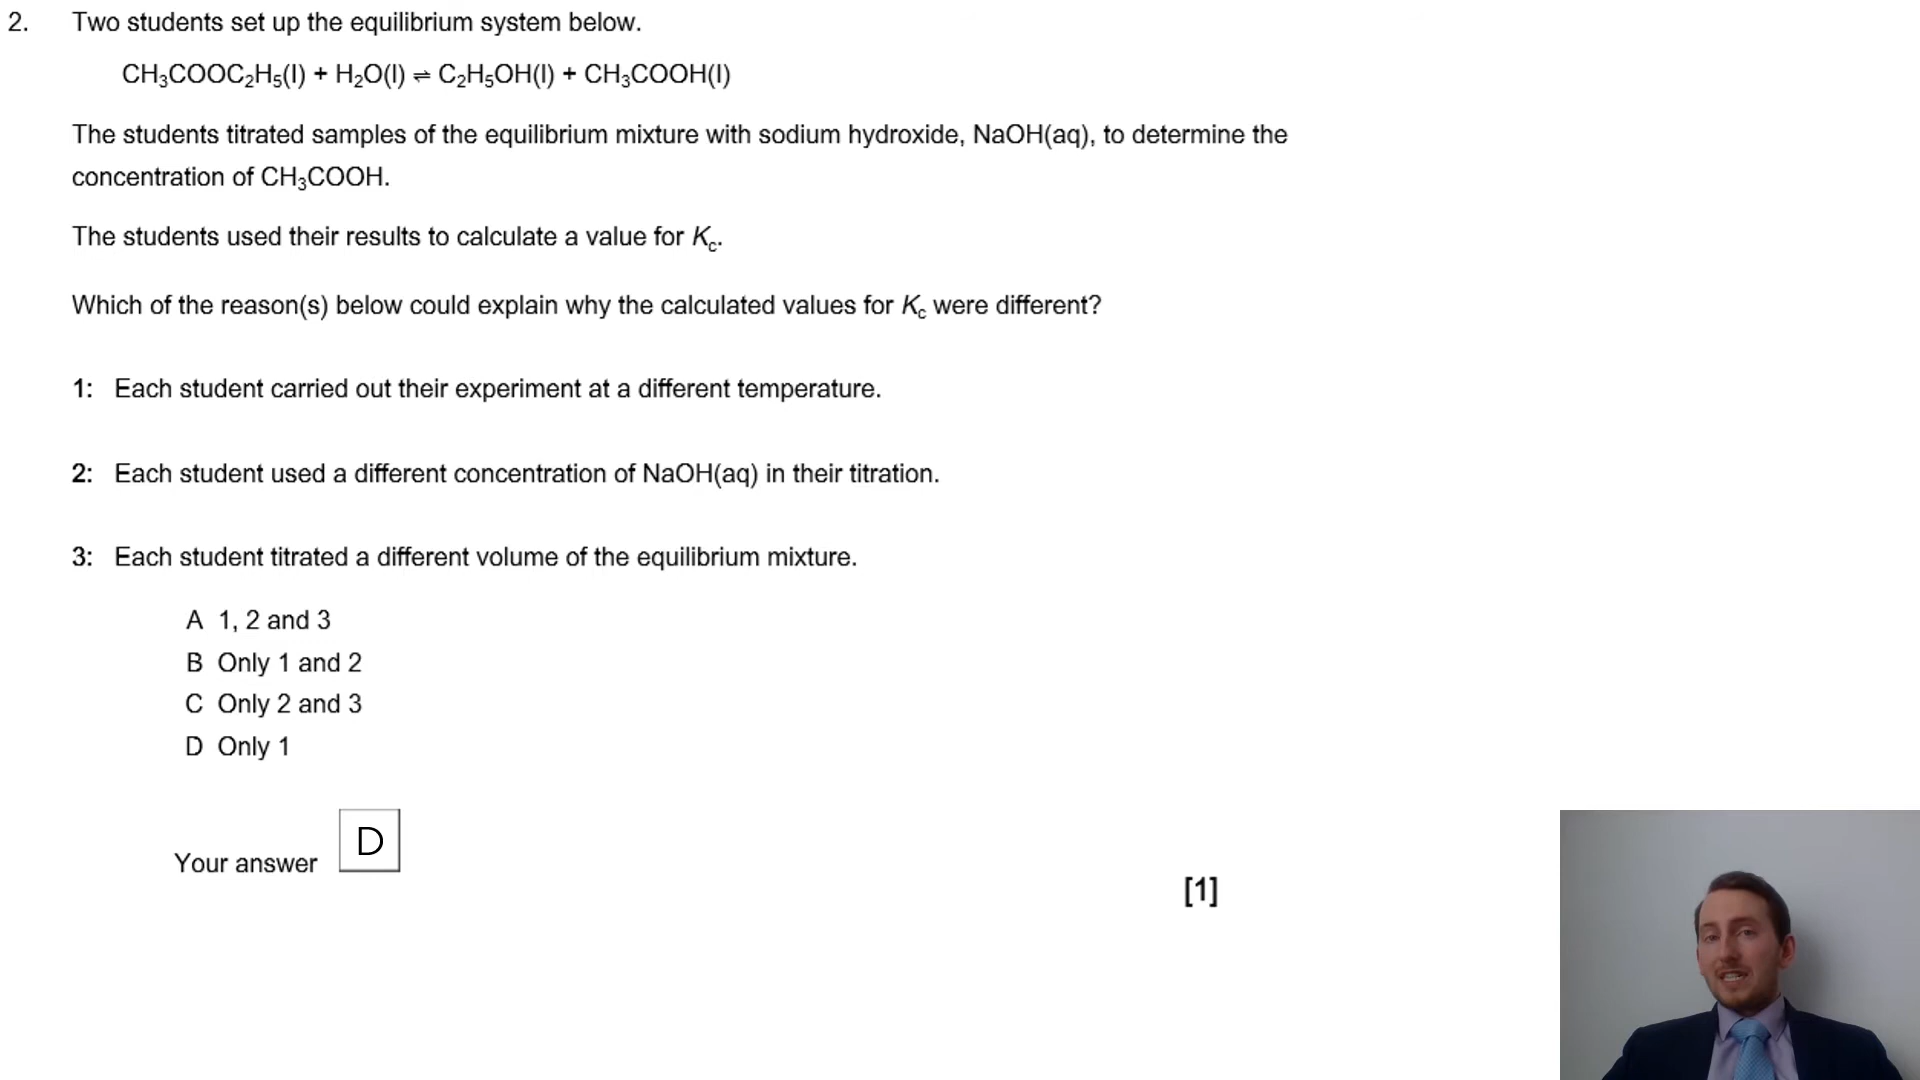 2. Two students set up the equilibrium system below.
CH₃COOC₂H₅(l) + H₂O(l) ⇌ C₂H₅OH(l) + CH₃COOH(l)
The students titrated samples of the equilibrium mixture with sodium hydroxide, NaOH(aq), to determine the
concentration of CH₃COOH.
The students used their results to calculate a value for Kc.
Which of the reason(s) below could explain why the calculated values for Kc were different?
1: Each student carried out their experiment at a different temperature.
2: Each student used a different concentration of NaOH(aq) in their titration.
3: Each student titrated a different volume of the equilibrium mixture.
A 1, 2 and 3
B Only 1 and 2
C Only 2 and 3
D Only 1
Your answer D
[1]